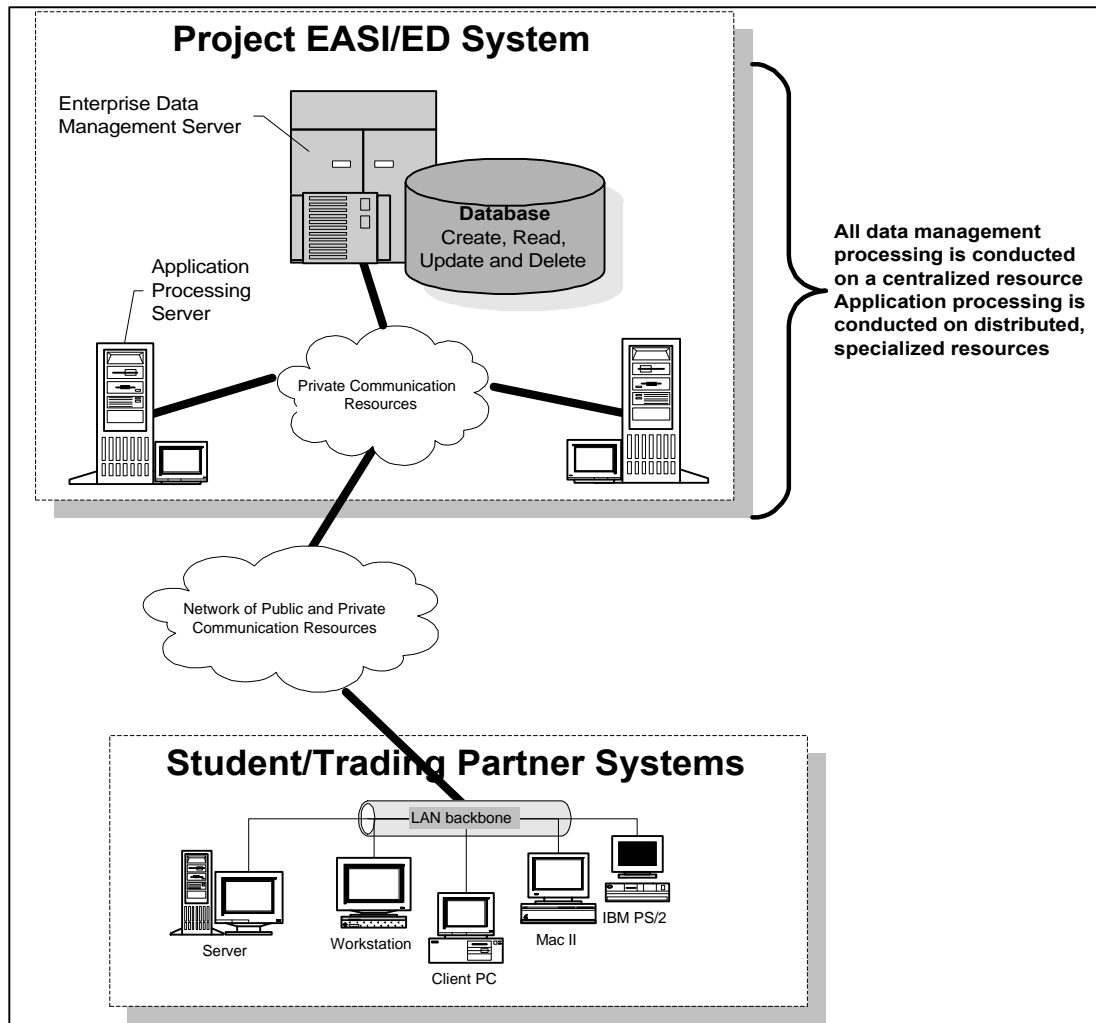 Project EASI/ED System
Enterprise Data
Management Server
Database
Create, Read,
Update and Delete
Application
Processing
Server
Private Communication
Resources
All data management
processing is conducted
on a centralized resource
Application processing is
conducted on distributed,
specialized resources
Network of Public and Private
Communication Resources
Student/Trading Partner Systems
LAN backbone
Server
Workstation
Client PC
Mac II
IBM PS/2